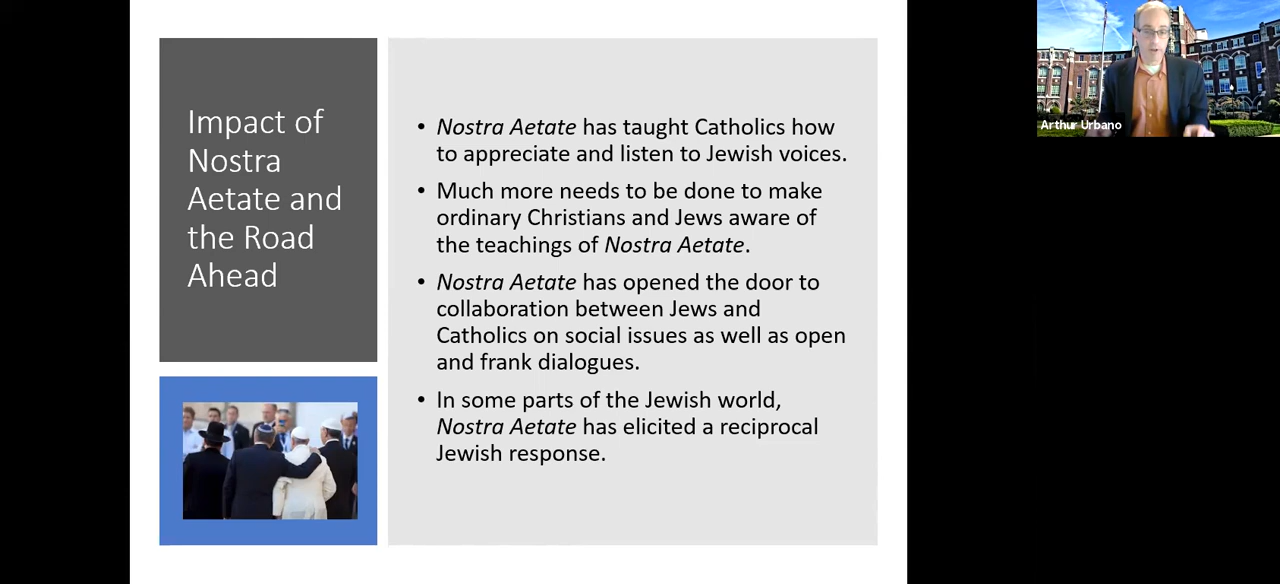 Impact of
Nostra
Aetate and
the Road
Ahead
• Nostra Aetate has taught Catholics how
to appreciate and listen to Jewish voices.
• Much more needs to be done to make
ordinary Christians and Jews aware of
the teachings of Nostra Aetate.
• Nostra Aetate has opened the door to
collaboration between Jews and
Catholics on social issues as well as open
and frank dialogues.
• In some parts of the Jewish world,
Nostra Aetate has elicited a reciprocal
Jewish response.
Arthur Urbano